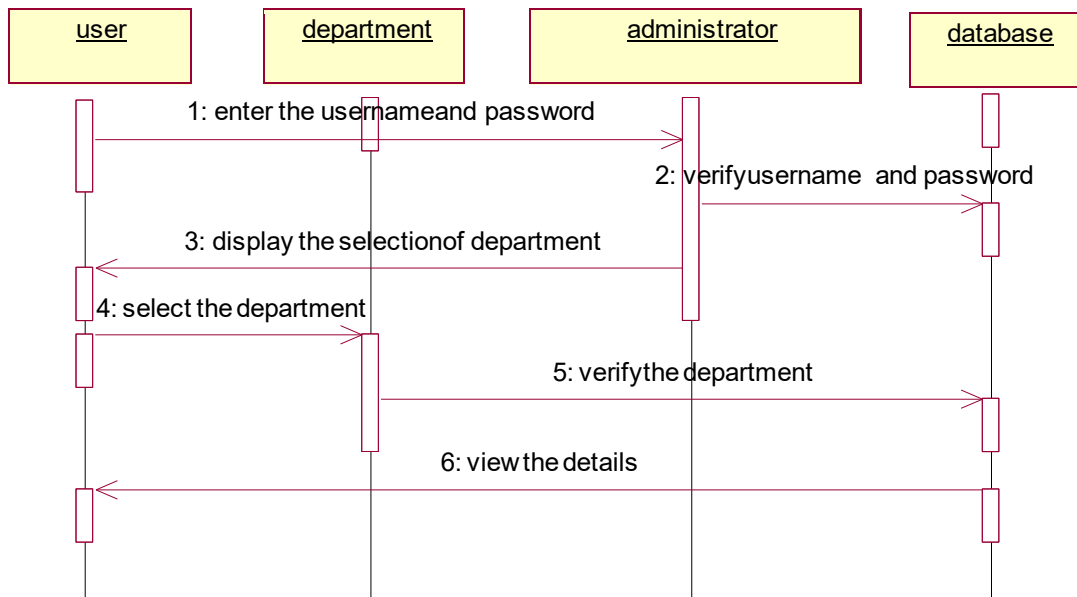 user
department
administrator
database
1: enter the usernameand password
2: verifyusername and password
3: display the selectionof department
4: select the department
5: verifythe department
6: view the details